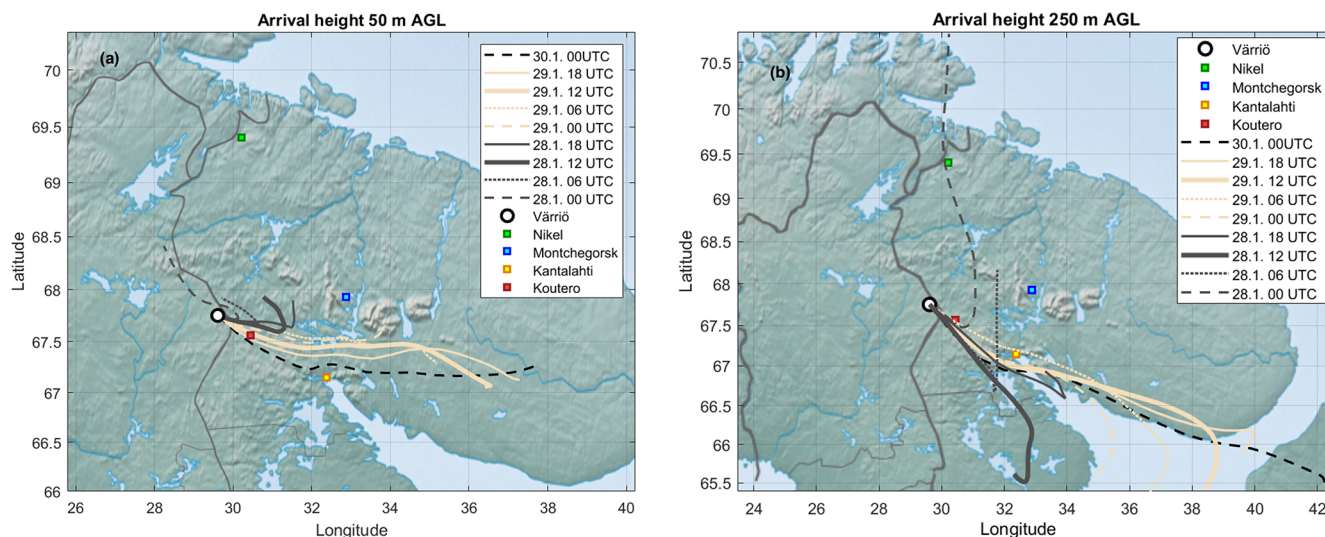 Arrival height 50 m AGL
(a)
70
69.5
69
68.5
68
67.5
67
66.5
66
Latitude
26
28
30
32
34
36
38
40
Longitude
30.1. 00UTC
29.1. 18 UTC
29.1. 12 UTC
29.1. 06 UTC
29.1. 00 UTC
28.1. 18 UTC
28.1. 12 UTC
28.1. 06 UTC
28.1. 00 UTC
Värriö
Nikel
Montchegorsk
Kantalahti
Koutero
Arrival height 250 m AGL
(b)
70.5
70
69.5
69
68.5
68
67.5
67
66.5
66
65.5
Latitude
24
26
28
30
32
34
36
38
40
42
Longitude
Värriö
Nikel
Montchegorsk
Kantalahti
Koutero
30.1. 00UTC
29.1. 18 UTC
29.1. 12 UTC
29.1. 06 UTC
29.1. 00 UTC
28.1. 18 UTC
28.1. 12 UTC
28.1. 06 UTC
28.1. 00 UTC